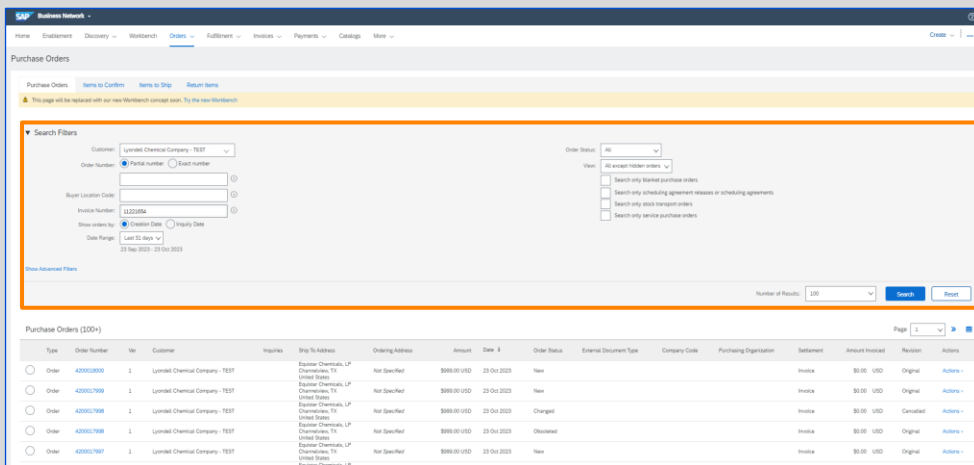 SAP Business Network
Home Enablement Discovery Workbench Orders Fulfillment Invoices Payments Catalogs More Create
Purchase Orders
Purchase Orders Items to Confirm Items to Ship Return Items
This page will be replaced with our new Workbench concept soon. Try the new Workbench
Search Filters
Customer: Lyondell Chemical Company - TEST Order Status: All
Order Number: Partial number Exact number View: All except hidden orders
Search only blanket purchase orders
Buyer Location Code: Search only scheduling agreement releases or scheduling agreements
Search only stock transport orders
Invoice Number: 11221654 Search only service purchase orders
Show orders by: Creation Date Inquiry Date
Date Range: Last 31 days
23 Sep 2023 - 23 Oct 2023
Show Advanced Filters
Number of Results: 100 Search Reset
Purchase Orders (100+) Page 1 »
Type Order Number Ver Customer Inquiries Ship To Address Ordering Address Amount Date Order Status External Document Type Company Code Purchasing Organization Settlement Amount Invoiced Revision Actions
Equistar Chemicals, LP
Order 4200018000 1 Lyondell Chemical Company - TEST Channelview, TX Not Specified $989.00 USD 23 Oct 2023 New Invoice $0.00 USD Original Actions
United States
Equistar Chemicals, LP
Order 4200017999 1 Lyondell Chemical Company - TEST Channelview, TX Not Specified $989.00 USD 23 Oct 2023 New Invoice $0.00 USD Original Actions
United States
Equistar Chemicals, LP
Order 4200017998 1 Lyondell Chemical Company - TEST Channelview, TX Not Specified $989.00 USD 23 Oct 2023 Changed Invoice $0.00 USD Cancelled Actions
United States
Equistar Chemicals, LP
Order 4200017998 1 Lyondell Chemical Company - TEST Channelview, TX Not Specified $989.00 USD 23 Oct 2023 Obsoleted Invoice $0.00 USD Original Actions
United States
Equistar Chemicals, LP
Order 4200017997 1 Lyondell Chemical Company - TEST Channelview, TX Not Specified $989.00 USD 23 Oct 2023 New Invoice $0.00 USD Original Actions
United States
Equistar Chemicals, LP